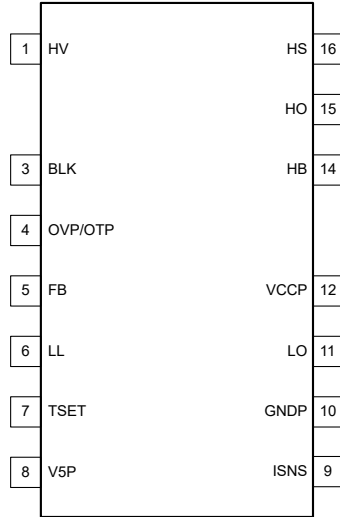 1 HV HS 16
HO 15
3 BLK HB 14
4 OVP/OTP
5 FB VCCP 12
6 LL LO 11
7 TSET GNDP 10
8 V5P ISNS 9